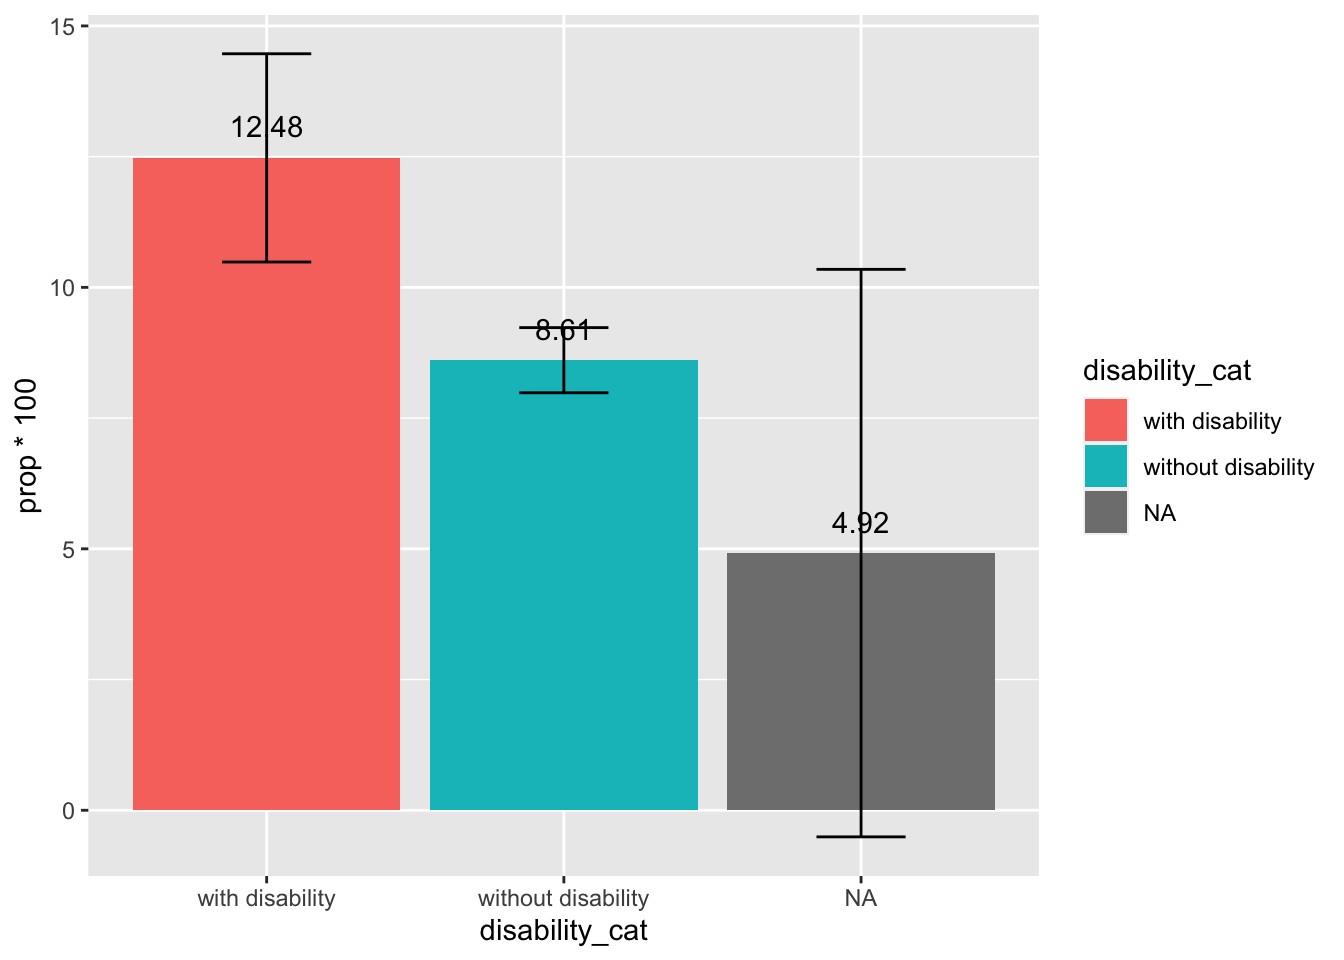 15
10
5
0
prop * 100
12.48
8.61
4.92
with disability
without disability
NA
disability_cat
disability_cat
with disability
without disability
NA